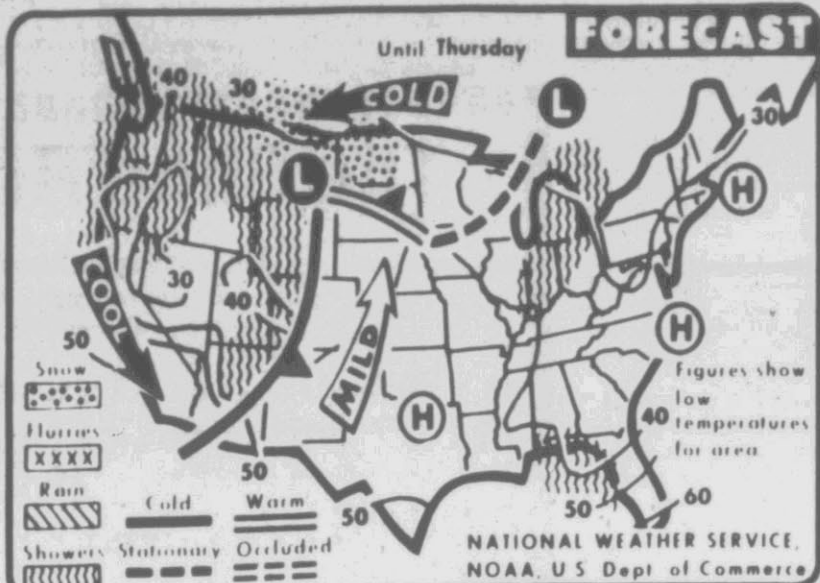 FORECAST
Until Thursday
40
30
COLD
L
L
30
H
COOL
30
40
50
MILD
H
H
Figures show
low
temperatures
for area
40
50
50
50
60
Snow
Flurries
XXXX
Rain
Showers
Cold
Warm
Stationary
Occluded
NATIONAL WEATHER SERVICE,
NOAA, U S Dept of Commerce